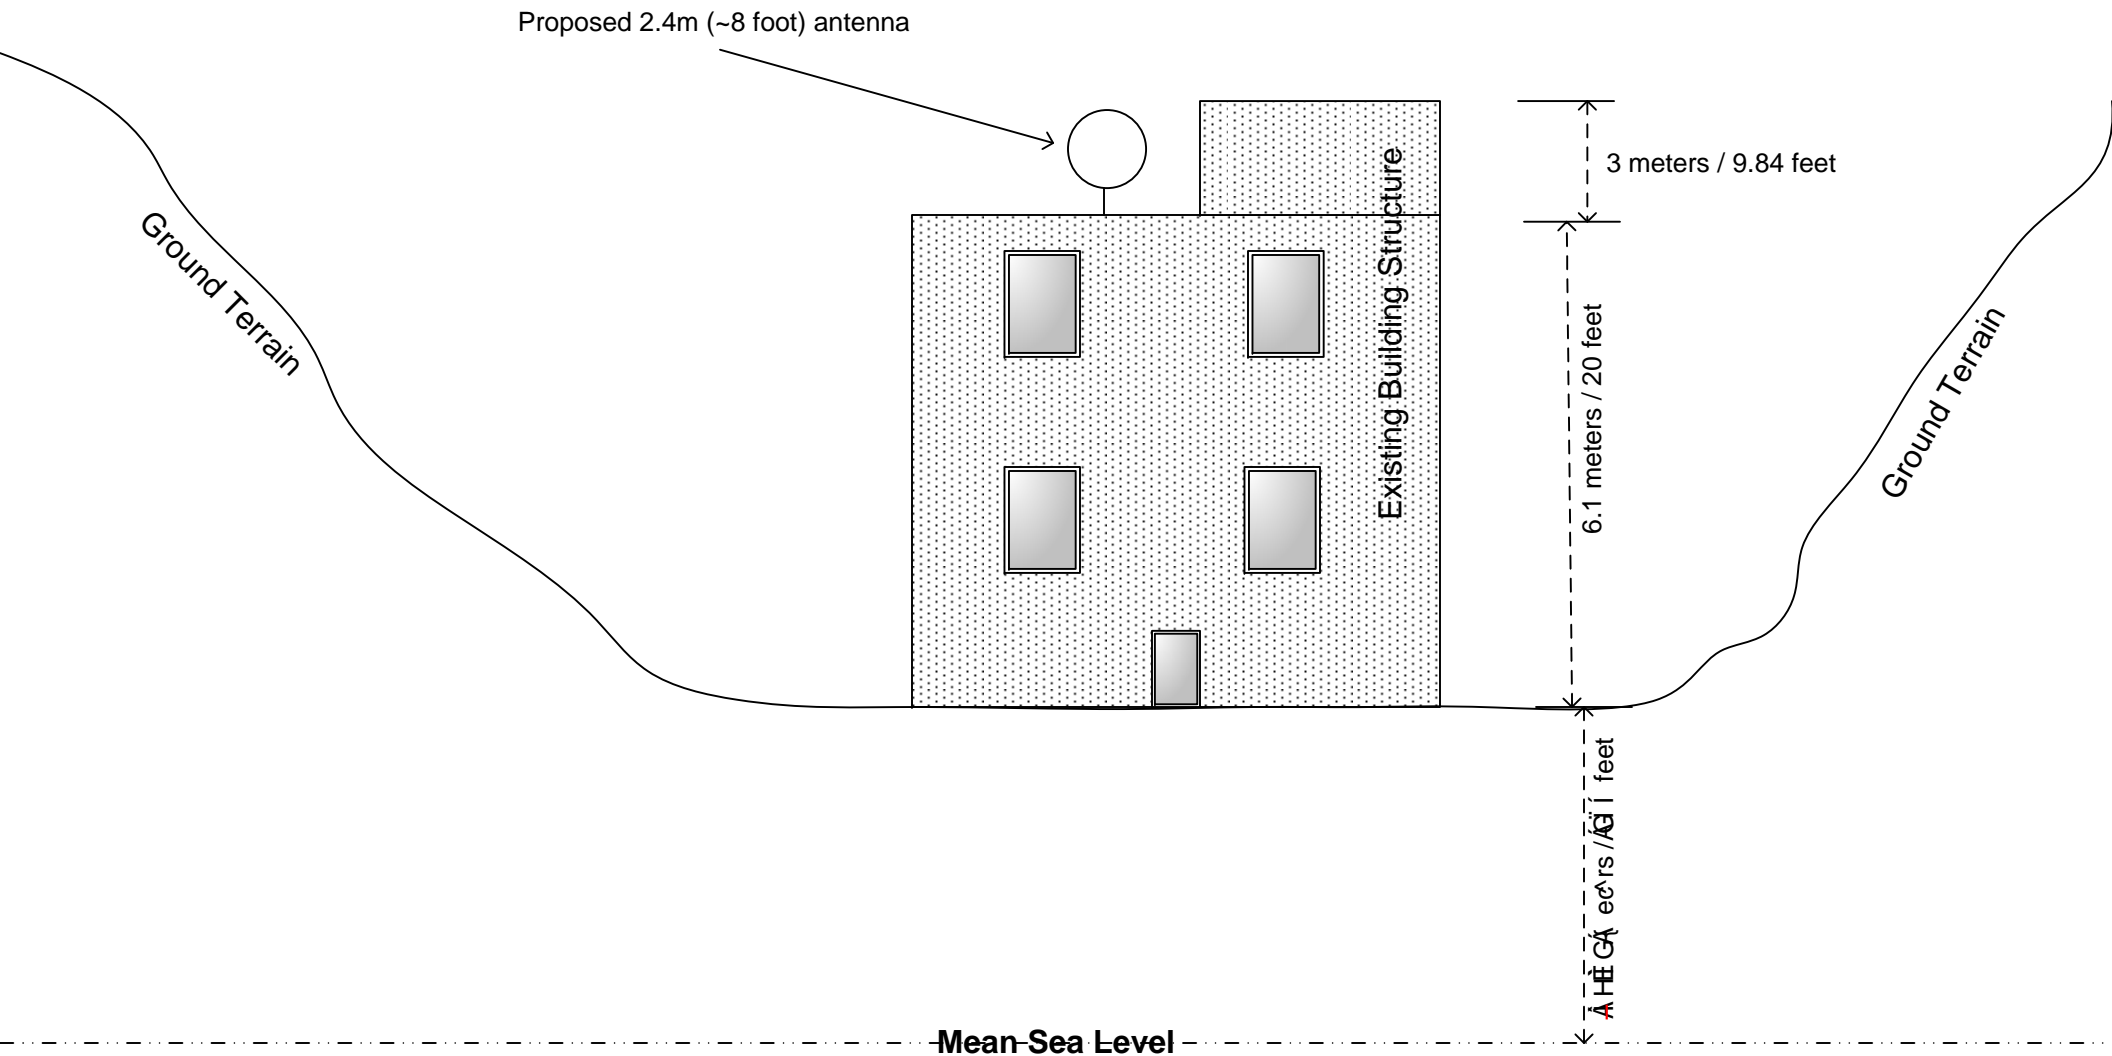 Proposed 2.4m (~8 foot) antenna
3 meters / 9.84 feet
Ground Terrain
Existing Building Structure
6.1 meters / 20 feet
Ground Terrain
feet
Mean Sea Level